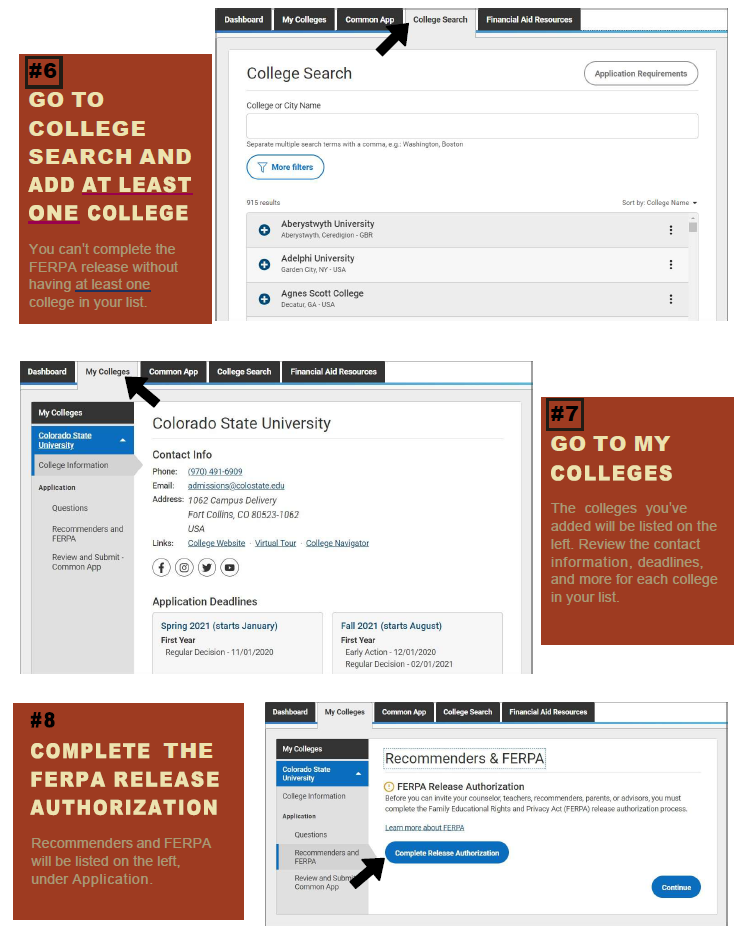 Dashboard My Colleges Common App College Search Financial Aid Resources
#6
GO TO
COLLEGE
SEARCH AND
ADD AT LEAST
ONE COLLEGE
You can't complete the
FERPA release without
having at least one
college in your list.
College Search
Application Requirements
College or City Name
Separate multiple search terms with a comma, e.g.: Washington, Boston
More filters
915 results
Sort by: College Name
Aberystwyth University
Aberystwyth, Ceredigion - GBR
Adelphi University
Garden City, NY - USA
Agnes Scott College
Decatur, GA - USA
Dashboard My Colleges Common App College Search Financial Aid Resources
My Colleges
Colorado State
University
College Information
Application
Questions
Recommenders and
FERPA
Review and Submit -
Common App
Colorado State University
Contact Info
Phone: (970) 491-6909
Email: admissions@colostate.edu
Address: 1062 Campus Delivery
Fort Collins, CO 80523-1062
USA
Links: College Website · Virtual Tour · College Navigator
Application Deadlines
Spring 2021 (starts January)
First Year
Regular Decision - 11/01/2020
Fall 2021 (starts August)
First Year
Early Action - 12/01/2020
Regular Decision - 02/01/2021
#7
GO TO MY
COLLEGES
The colleges you've
added will be listed on the
left. Review the contact
information, deadlines,
and more for each college
in your list.
#8
COMPLETE THE
FERPA RELEASE
AUTHORIZATION
Recommenders and FERPA
will be listed on the left,
under Application.
Dashboard My Colleges Common App College Search Financial Aid Resources
My Colleges
Colorado State
University
College Information
Application
Questions
Recommenders and
FERPA
Review and Submit
Common App
Recommenders & FERPA
FERPA Release Authorization
Before you can invite your counselor, teachers, recommenders, parents, or advisors, you must
complete the Family Educational Rights and Privacy Act (FERPA) release authorization process.
Learn more about FERPA
Complete Release Authorization
Continue